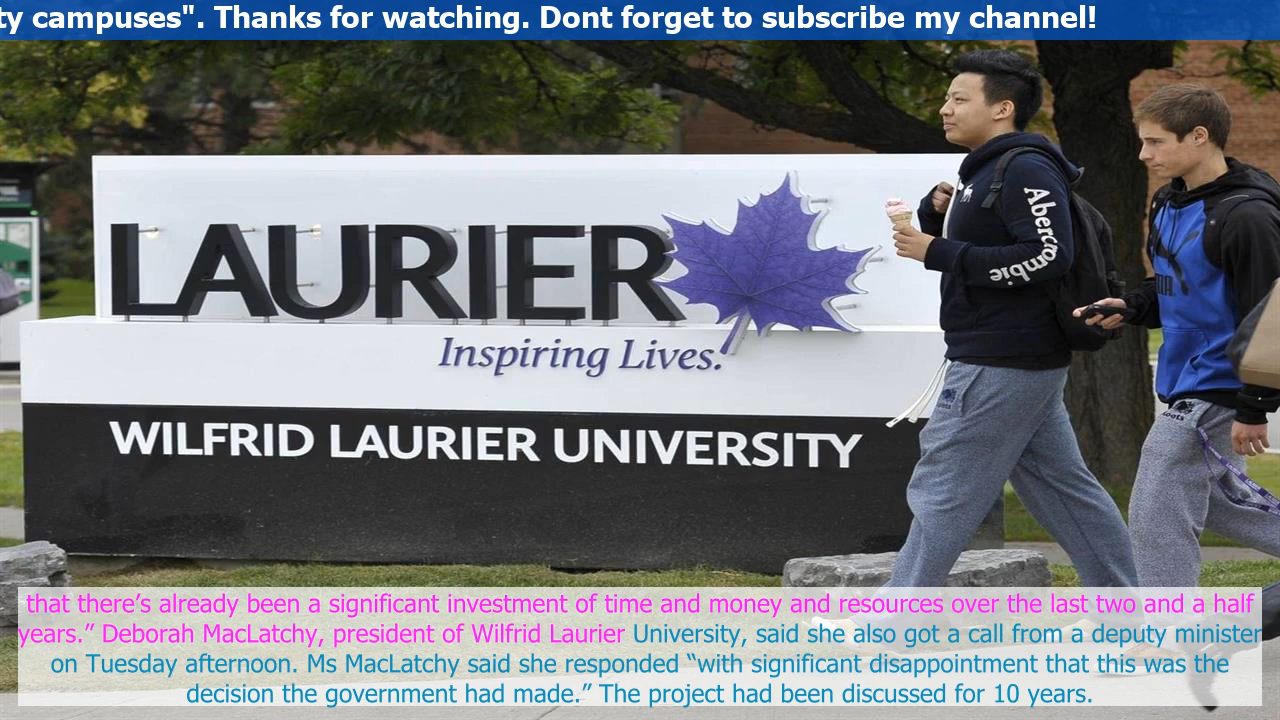 ty campuses". Thanks for watching. Dont forget to subscribe my channel!
LAURIER
Inspiring Lives.
WILFRID LAURIER UNIVERSITY
Abercrombie
Roots
that there’s already been a significant investment of time and money and resources over the last two and a half
years.” Deborah MacLatchy, president of Wilfrid Laurier University, said she also got a call from a deputy minister
on Tuesday afternoon. Ms MacLatchy said she responded “with significant disappointment that this was the
decision the government had made.” The project had been discussed for 10 years.